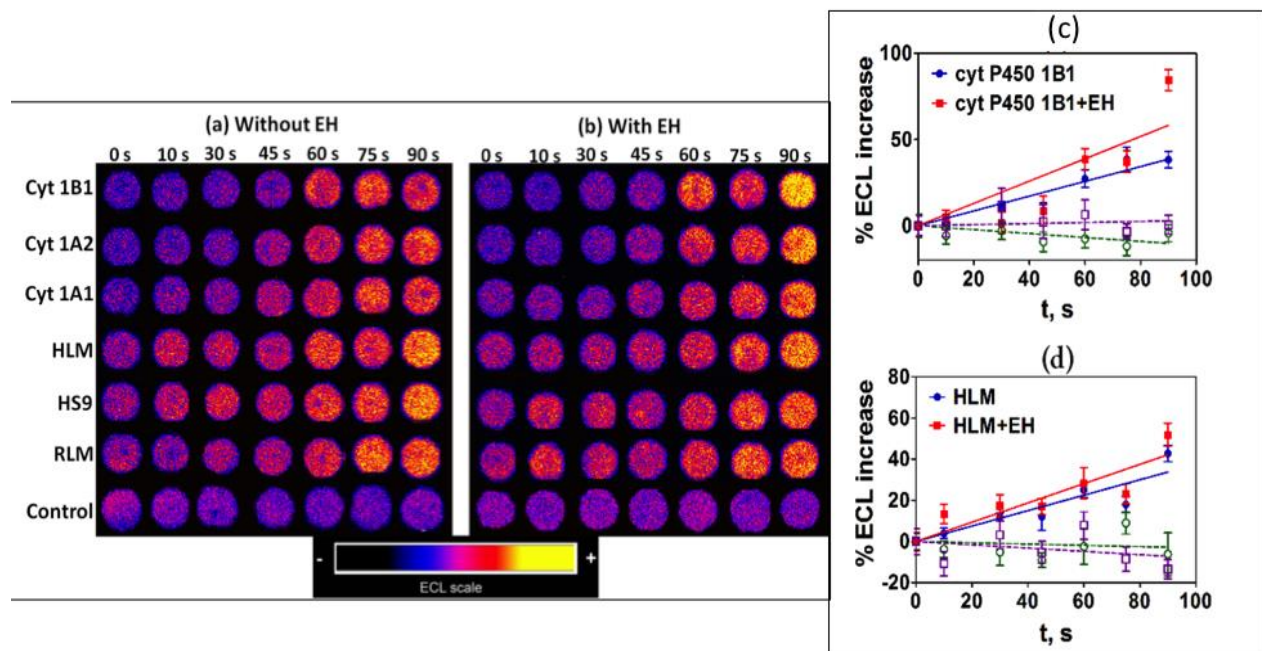 (a) Without EH
0 s 10 s 30 s 45 s 60 s 75 s 90 s
Cyt 1B1
Cyt 1A2
Cyt 1A1
HLM
HS9
RLM
Control
(b) With EH
0 s 10 s 30 s 45 s 60 s 75 s 90 s
- +
ECL scale
(c)
% ECL increase
100
50
0
cyt P450 1B1
cyt P450 1B1+EH
0 20 40 60 80 100
t, s
(d)
% ECL increase
80
60
40
20
0
-20
HLM
HLM+EH
0 20 40 60 80 100
t, s